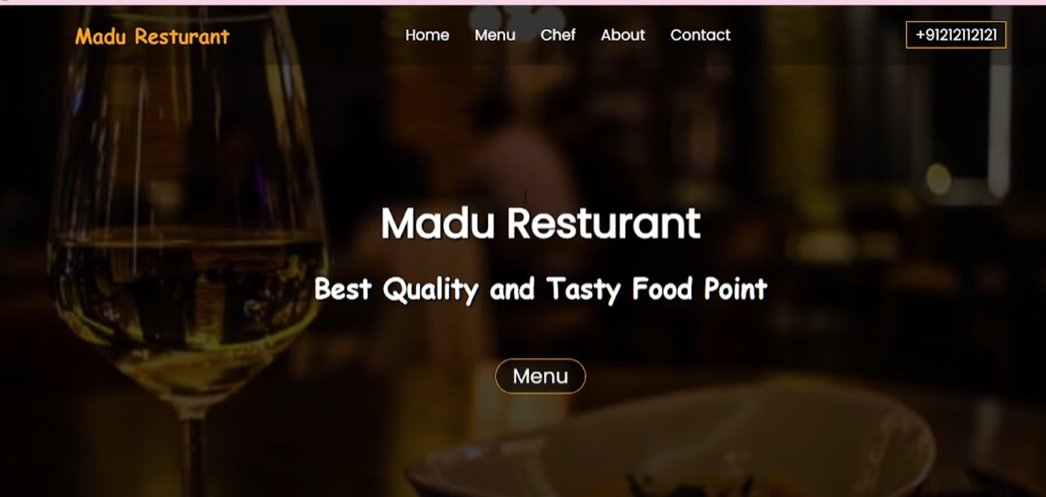 Madu Resturant
Home Menu Chef About Contact
+91212112121
Madu Resturant
Best Quality and Tasty Food Point
Menu